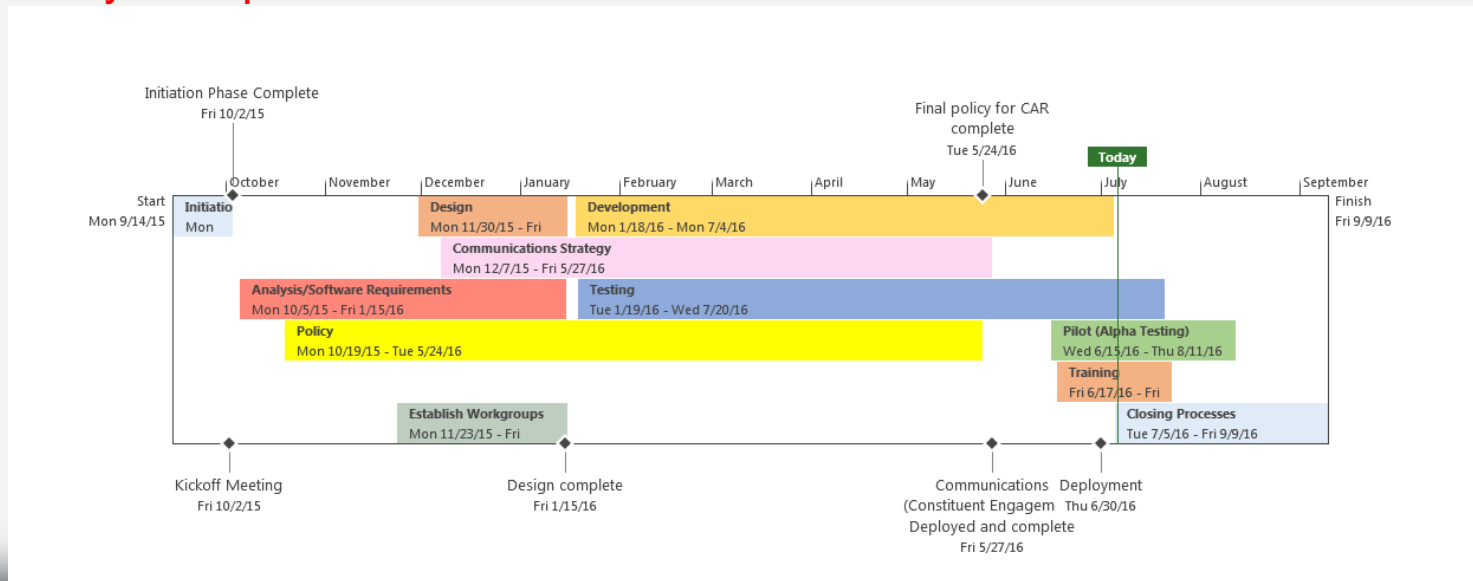 Initiation Phase Complete
Fri 10/2/15
Final policy for CAR
complete
Tue 5/24/16
Today
October November December January February March April May June July August September
Start
Mon 9/14/15
Finish
Fri 9/9/16
Initiatio
Mon
Design
Mon 11/30/15 - Fri
Development
Mon 1/18/16 - Mon 7/4/16
Communications Strategy
Mon 12/7/15 - Fri 5/27/16
Analysis/Software Requirements
Mon 10/5/15 - Fri 1/15/16
Testing
Tue 1/19/16 - Wed 7/20/16
Policy
Mon 10/19/15 - Tue 5/24/16
Pilot (Alpha Testing)
Wed 6/15/16 - Thu 8/11/16
Training
Fri 6/17/16 - Fri
Establish Workgroups
Mon 11/23/15 - Fri
Closing Processes
Tue 7/5/16 - Fri 9/9/16
Kickoff Meeting
Fri 10/2/15
Design complete
Fri 1/15/16
Communications
(Constituent Engagem
Deployed and complete
Fri 5/27/16
Deployment
Thu 6/30/16